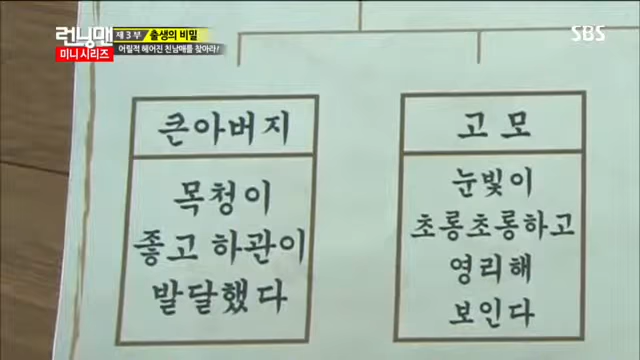 런닝맨
미니시리즈
제3부 출생의 비밀
어릴적 헤어진 친남매를 찾아라!
SBS
큰아버지
목청이
좋고 하관이
발달했다
고모
눈빛이
초롱초롱하고
영리해
보인다